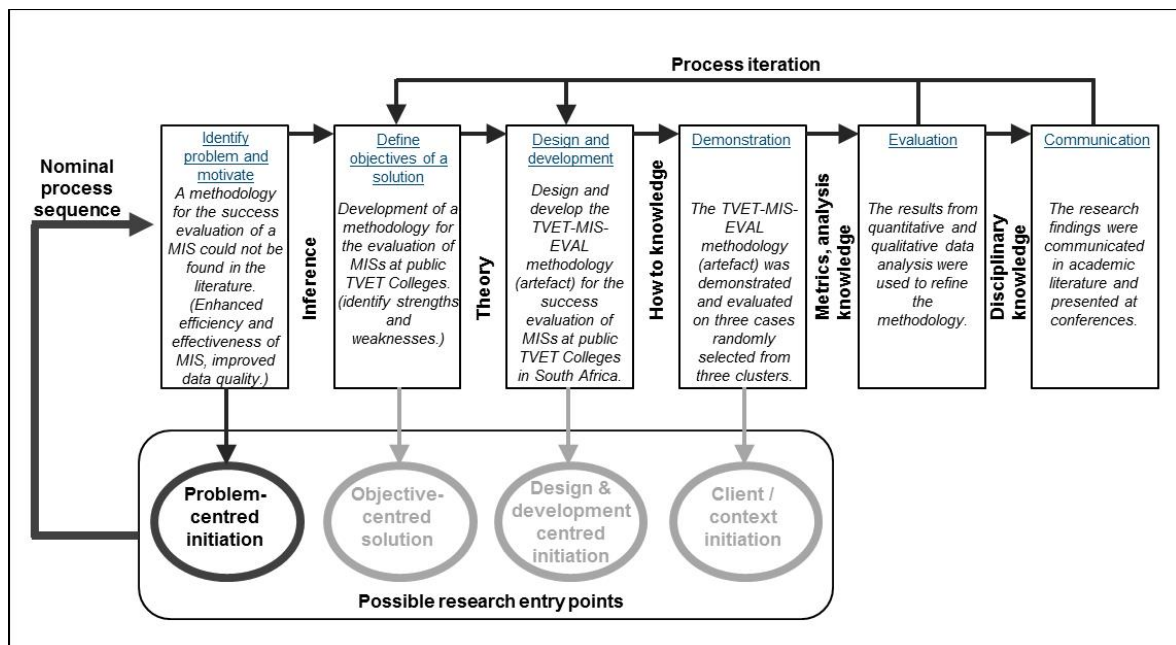 Process iteration
Nominal
process
sequence
Identify
problem and
motivate
A methodology
for the success
evaluation of a
MIS could not be
found in the
literature.
(Enhanced
efficiency and
effectiveness of
MIS, improved
data quality.)
Inference
Define
objectives of a
solution
Development of a
methodology for
the evaluation of
MISs at public
TVET Colleges.
(identify strengths
and
weaknesses.)
Theory
Design and
development
Design and
develop the
TVET-MIS-
EVAL
methodology
(artefact) for the
success
evaluation of
MISs at public
TVET Colleges
in South Africa.
How to knowledge
Demonstration
The TVET-MIS-
EVAL
methodology
(artefact) was
demonstrated
and evaluated
on three cases
randomly
selected from
three clusters.
Metrics, analysis
knowledge
Evaluation
The results from
quantitative and
qualitative data
analysis were
used to refine
the
methodology.
Disciplinary
knowledge
Communication
The research
findings were
communicated
in academic
literature and
presented at
conferences.
Problem-
centred
initiation
Objective-
centred
solution
Design &
development
centred
initiation
Client /
context
initiation
Possible research entry points